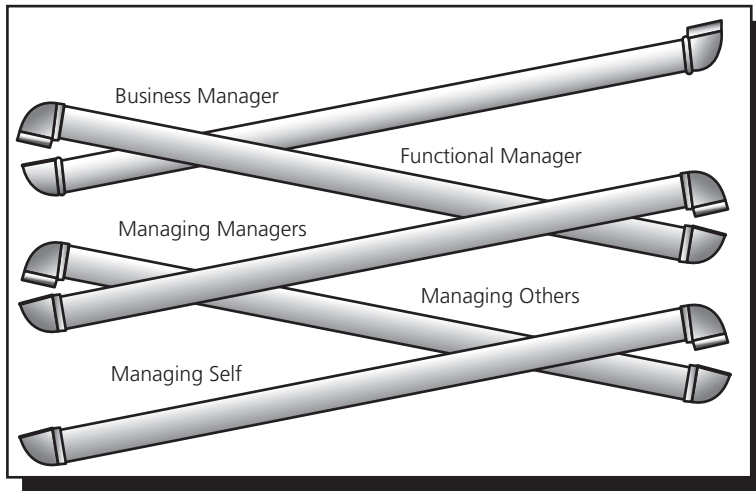 Business Manager
Functional Manager
Managing Managers
Managing Others
Managing Self